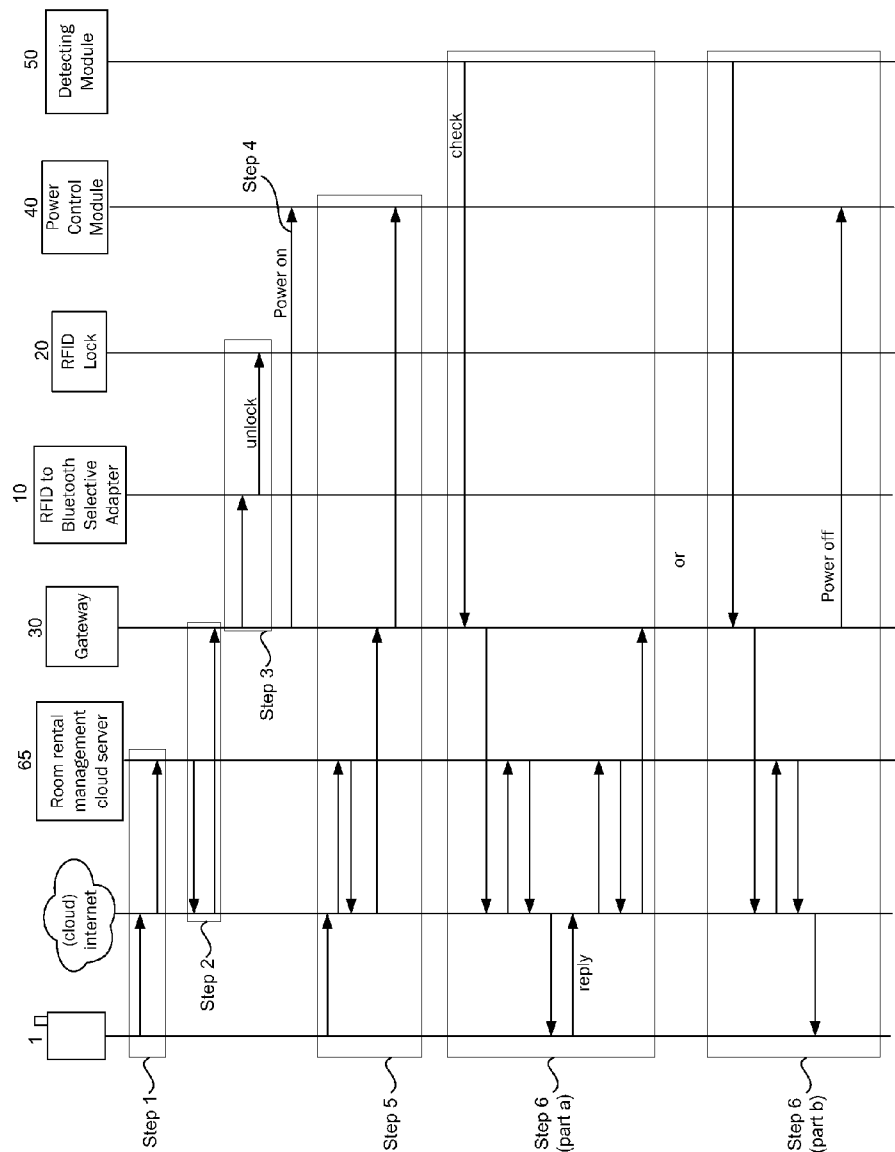 1
(cloud)
internet
65
Room rental
management
cloud server
30
Gateway
10
RFID to
Bluetooth
Selective
Adapter
20
RFID
Lock
40
Power
Control
Module
50
Detecting
Module
Step 1
Step 2
Step 3
unlock
Power on
Step 4
Step 5
check
reply
Step 6
(part a)
or
Power off
Step 6
(part b)